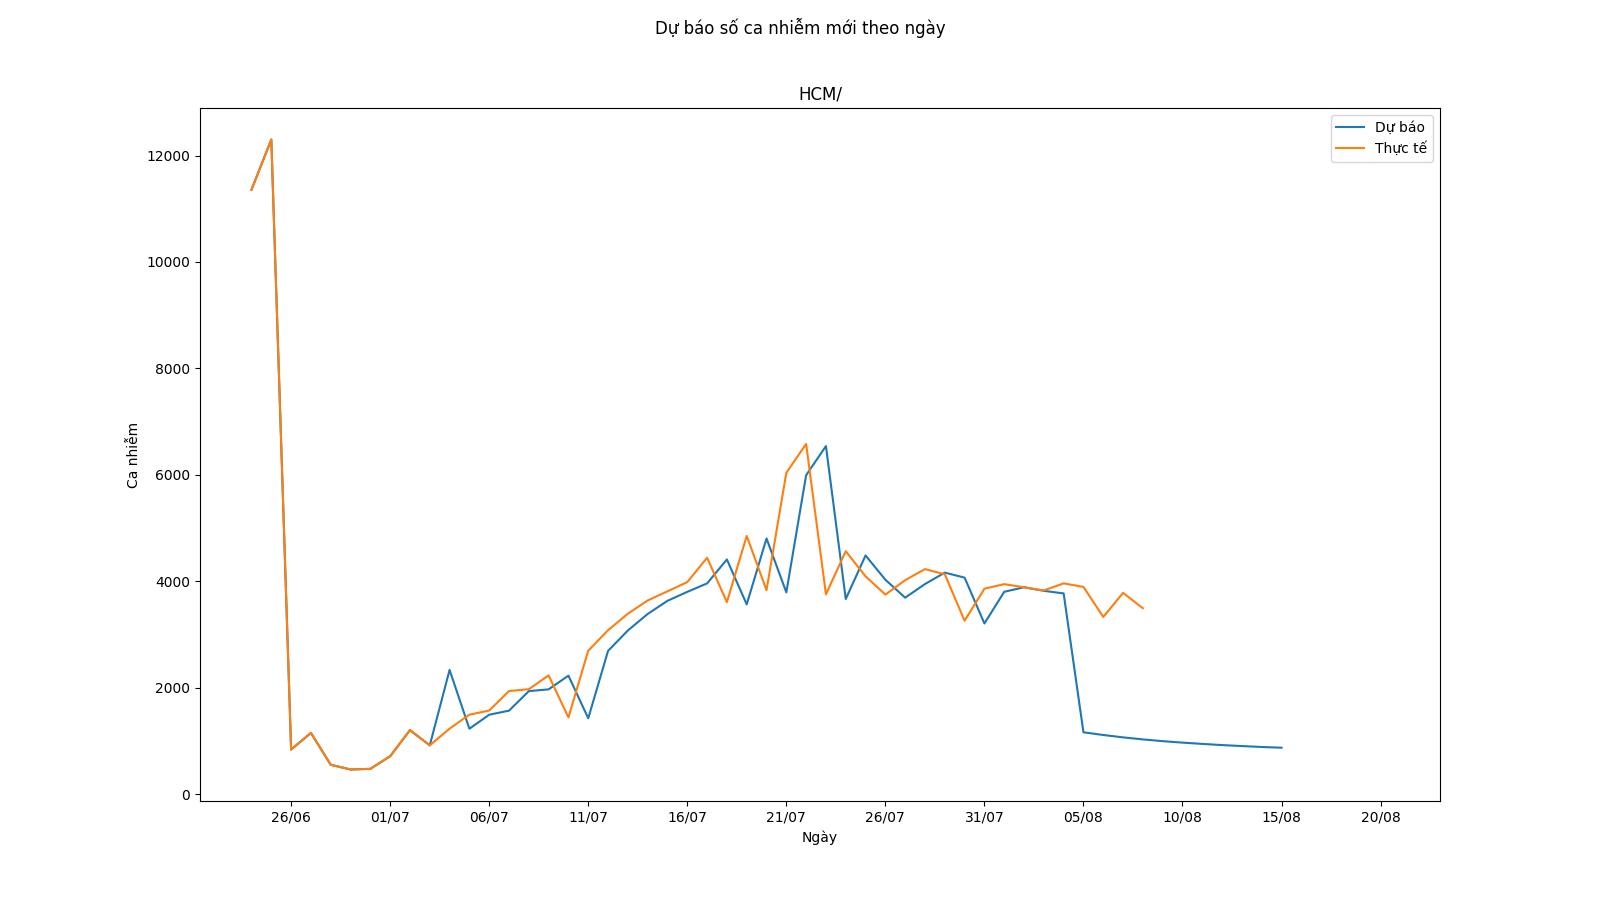 Dự báo số ca nhiễm mới theo ngày
HCM/
Dự báo
Thực tế
12000
10000
8000
6000
4000
2000
0
Ca nhiễm
26/06 01/07 06/07 11/07 16/07 21/07 26/07 31/07 05/08 10/08 15/08 20/08
Ngày